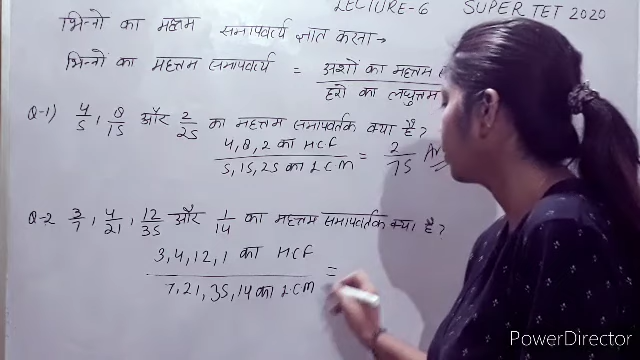 LECTURE-6 SUPER TET 2020
भिन्नो का महत्तम समापवर्त्य ज्ञात करना→
भिन्नों का महत्तम समापवर्त्य = अंशों का महत्तम
हरो का लघुत्तम
Q-1) 4/5, 8/15 और 2/25 का महत्तम समापवर्तक क्या है?
4, 8, 2 का HCF
5, 15, 25 का LCM = 2/75 Ans
Q-2 3/7, 4/21, 12/35 और 1/14 का महत्तम समापवर्तक क्या है?
3,4,12,1 का HCF
7,21,35,14 का LCM =
PowerDirector